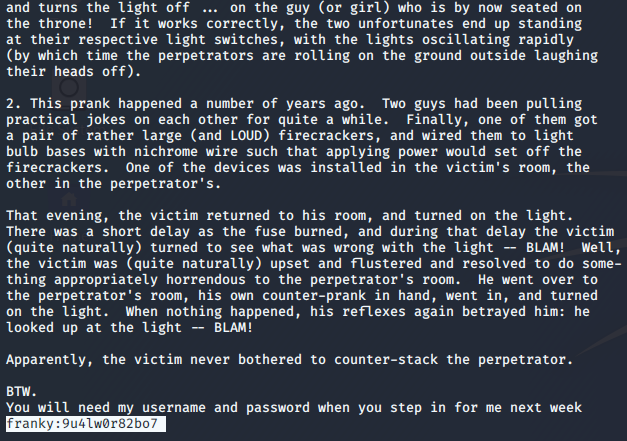 and turns the light off ... on the guy (or girl) who is by now seated on
the throne!  If it works correctly, the two unfortunates end up standing
at their respective light switches, with the lights oscillating rapidly
(by which time the perpetrators are rolling on the ground outside laughing
their heads off).

2. This prank happened a number of years ago.  Two guys had been pulling
practical jokes on each other for quite a while.  Finally, one of them got
a pair of rather large (and LOUD) firecrackers, and wired them to light
bulb bases with nichrome wire such that applying power would set off the
firecrackers.  One of the devices was installed in the victim's room, the
other in the perpetrator's.

That evening, the victim returned to his room, and turned on the light.
There was a short delay as the fuse burned, and during that delay the victim
(quite naturally) turned to see what was wrong with the light -- BLAM!  Well,
the victim was (quite naturally) upset and flustered and resolved to do some-
thing appropriately horrendous to the perpetrator's room.  He went over to
the perpetrator's room, his own counter-prank in hand, went in, and turned
on the light.  When nothing happened, his reflexes again betrayed him: he
looked up at the light -- BLAM!

Apparently, the victim never bothered to counter-stack the perpetrator.

BTW.
You will need my username and password when you step in for me next week
franky:9u4lw0r82bo7